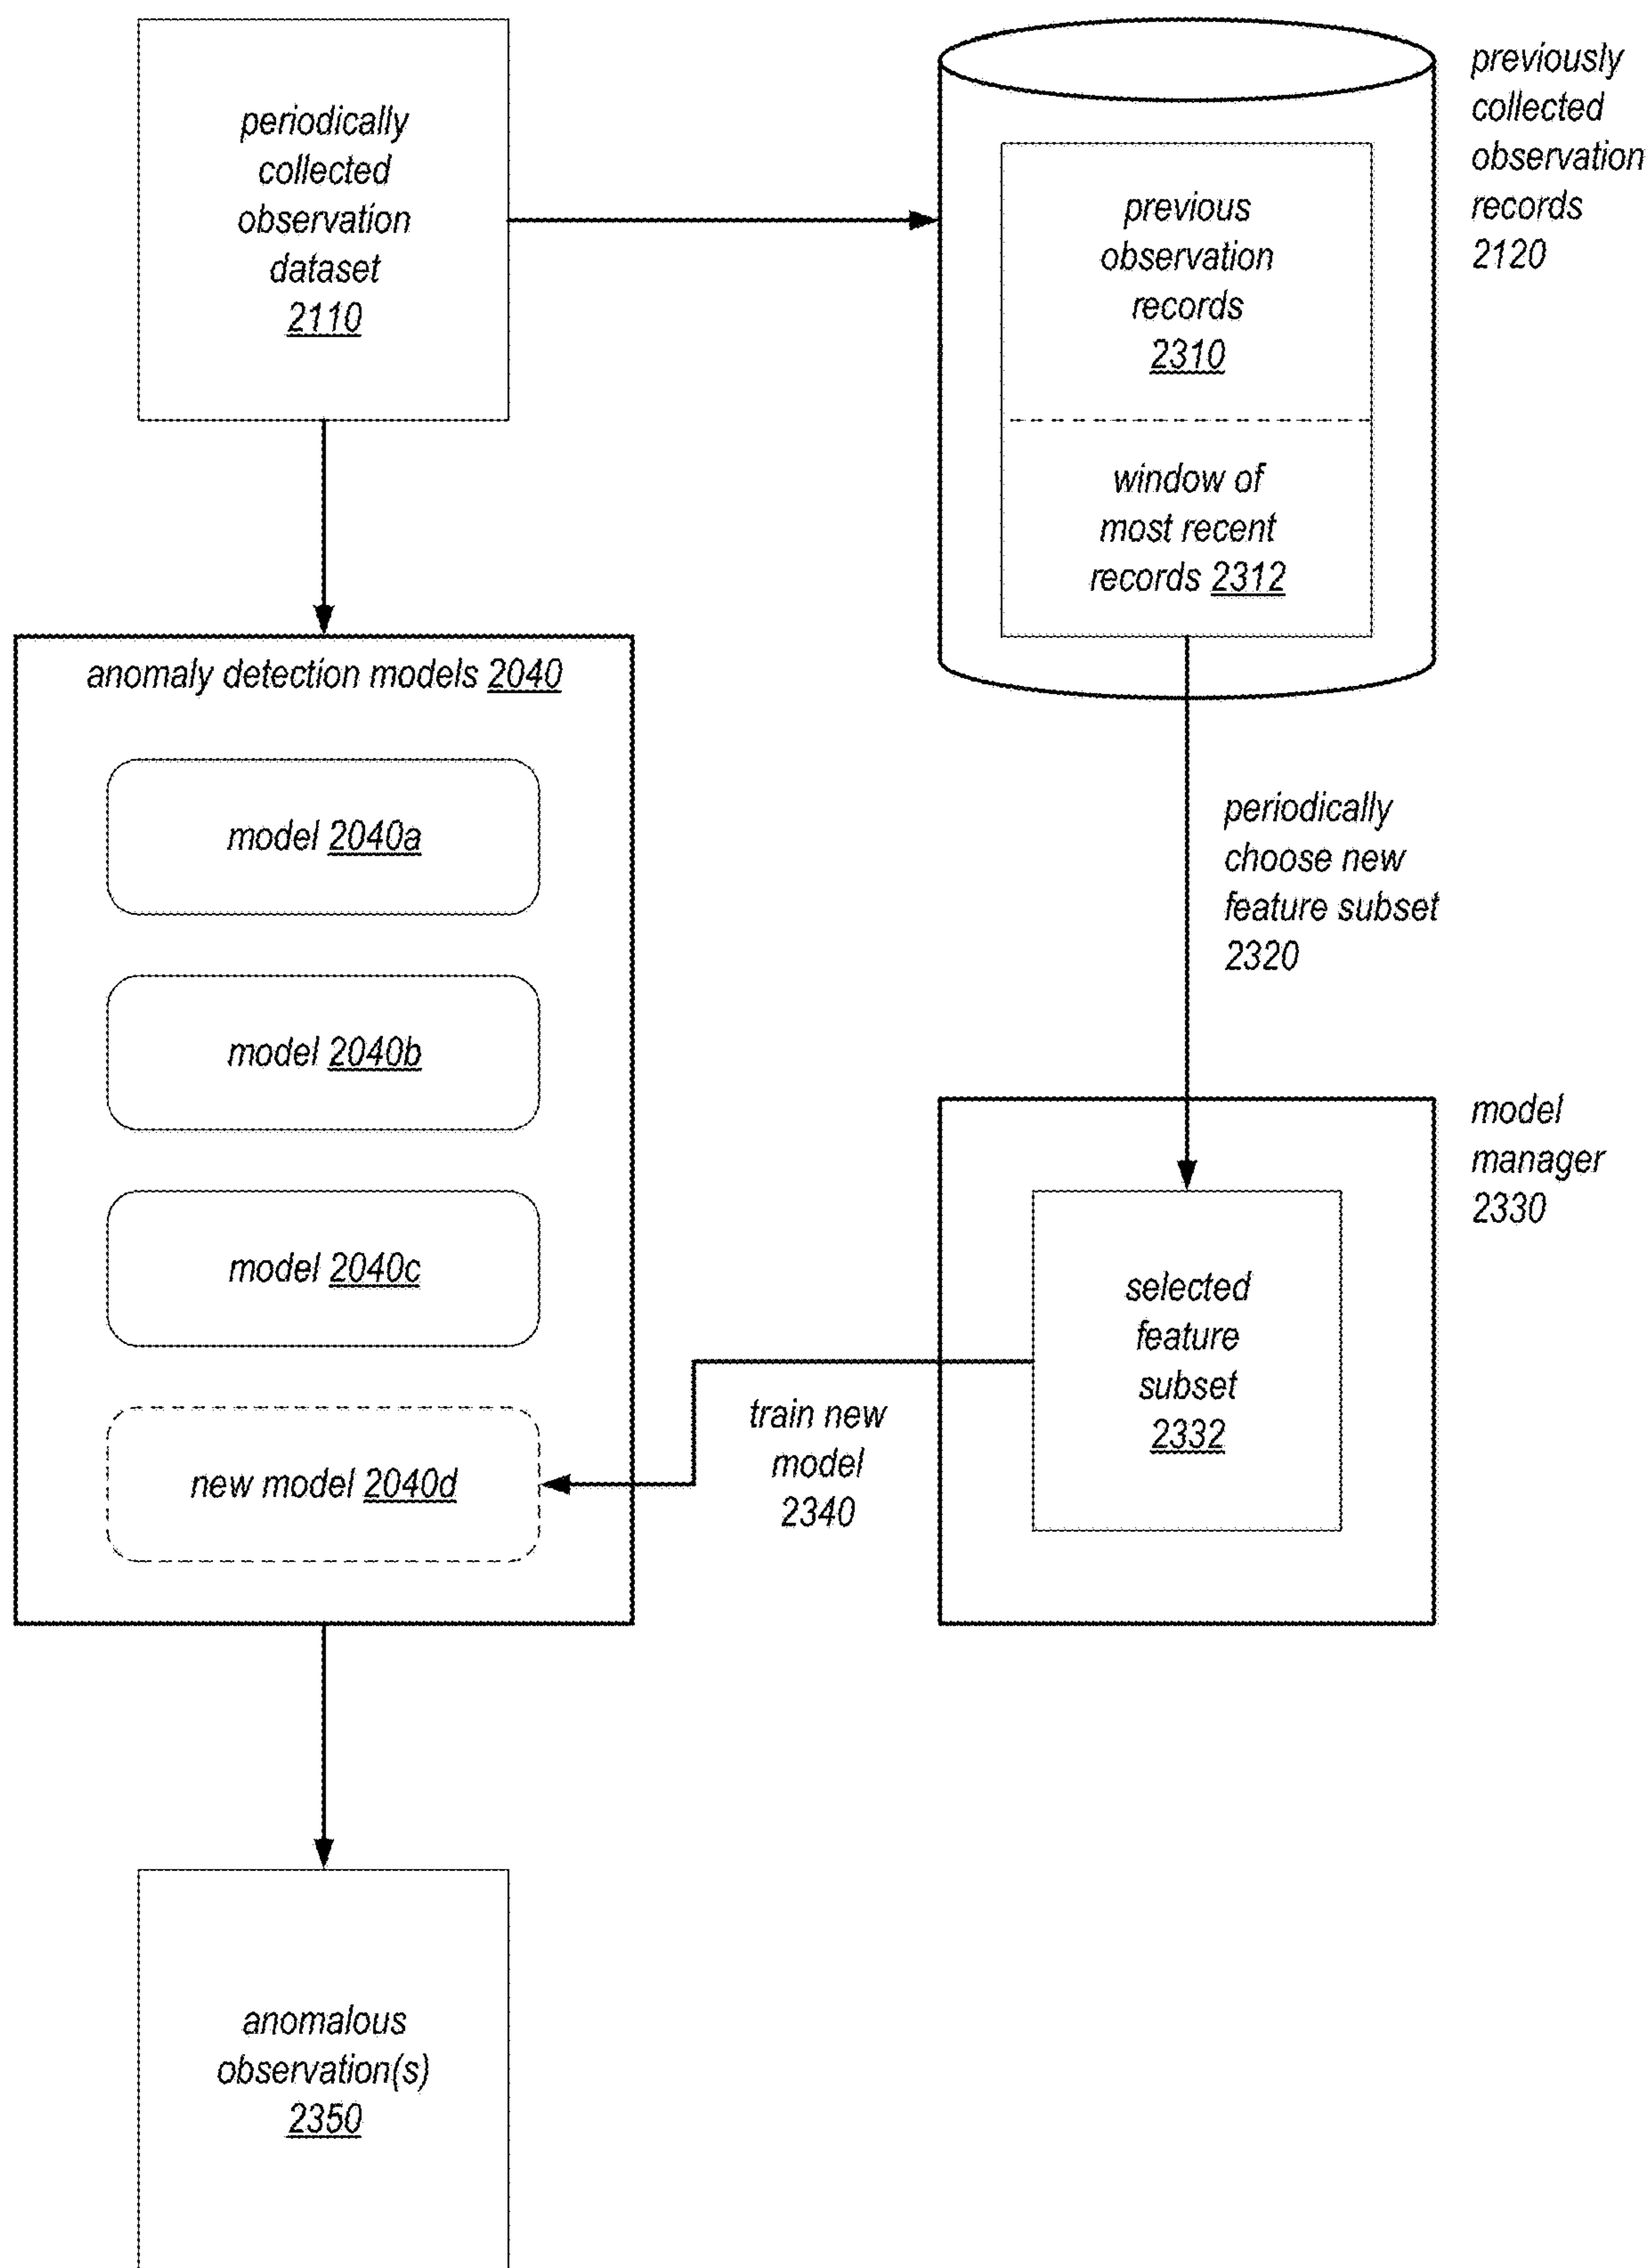 periodically
collected
observation
dataset
2110
previously
collected
observation
records
2120
previous
observation
records
2310
window of
most recent
records 2312
anomaly detection models 2040
model 2040a
model 2040b
model 2040c
new model 2040d
periodically
choose new
feature subset
2320
model
manager
2330
selected
feature
subset
2332
train new
model
2340
anomalous
observation(s)
2350